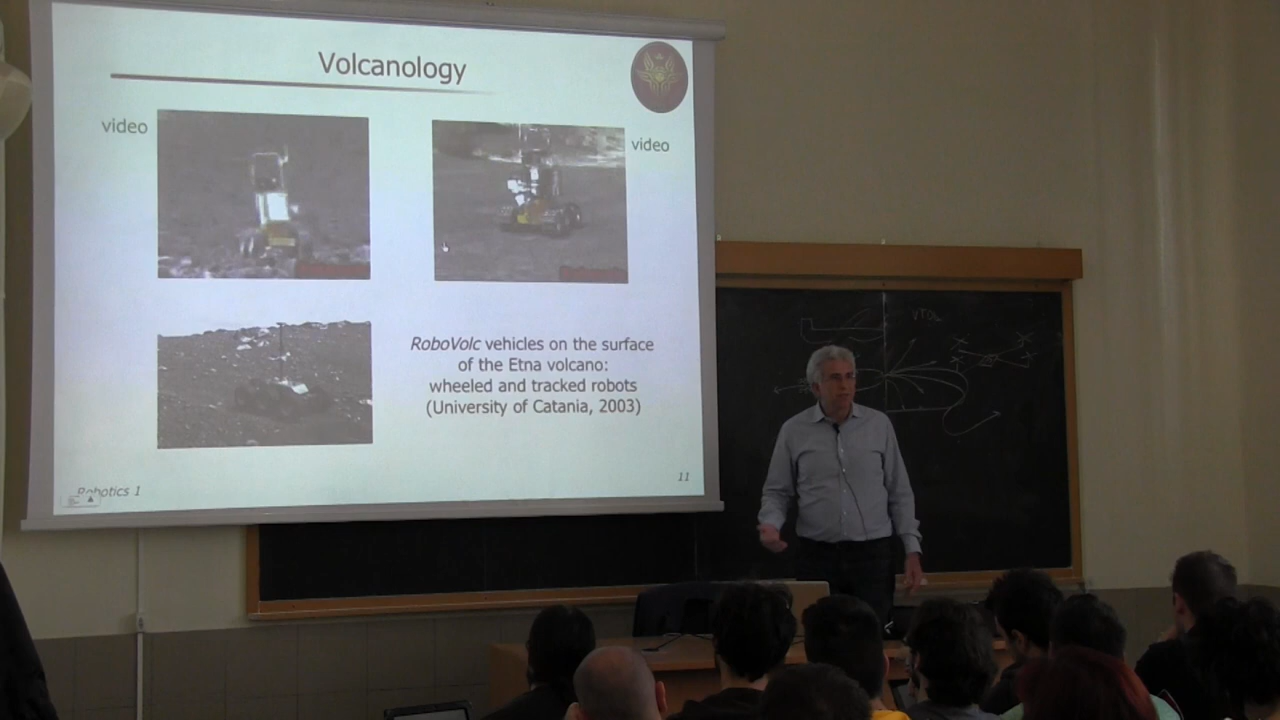 Volcanology
video
video
RoboVolc vehicles on the surface
of the Etna volcano:
wheeled and tracked robots
(University of Catania, 2003)
Robotics 1
11